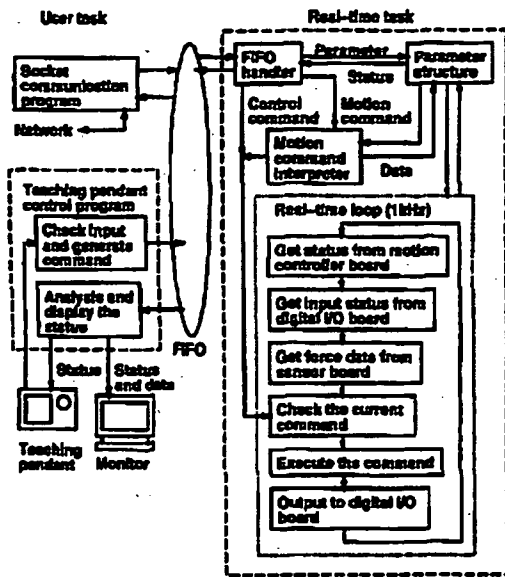 User task
Real-time task
Socket
communication
program
Network
Teaching pendant
control program
Check input
and generate
command
Analysis and
display the
status
Status
Status
and data
Teaching
pendant
Monitor
FIFO
FIFO
handler
Parameter
Status
Parameter
structure
Control
command
Motion
command
Motion
command
interpreter
Data
Real-time loop (1kHz)
Get status from motion
controller board
Get input status from
digital I/O board
Get force data from
sensor board
Check the current
command
Execute the command
Output to digital I/O
board